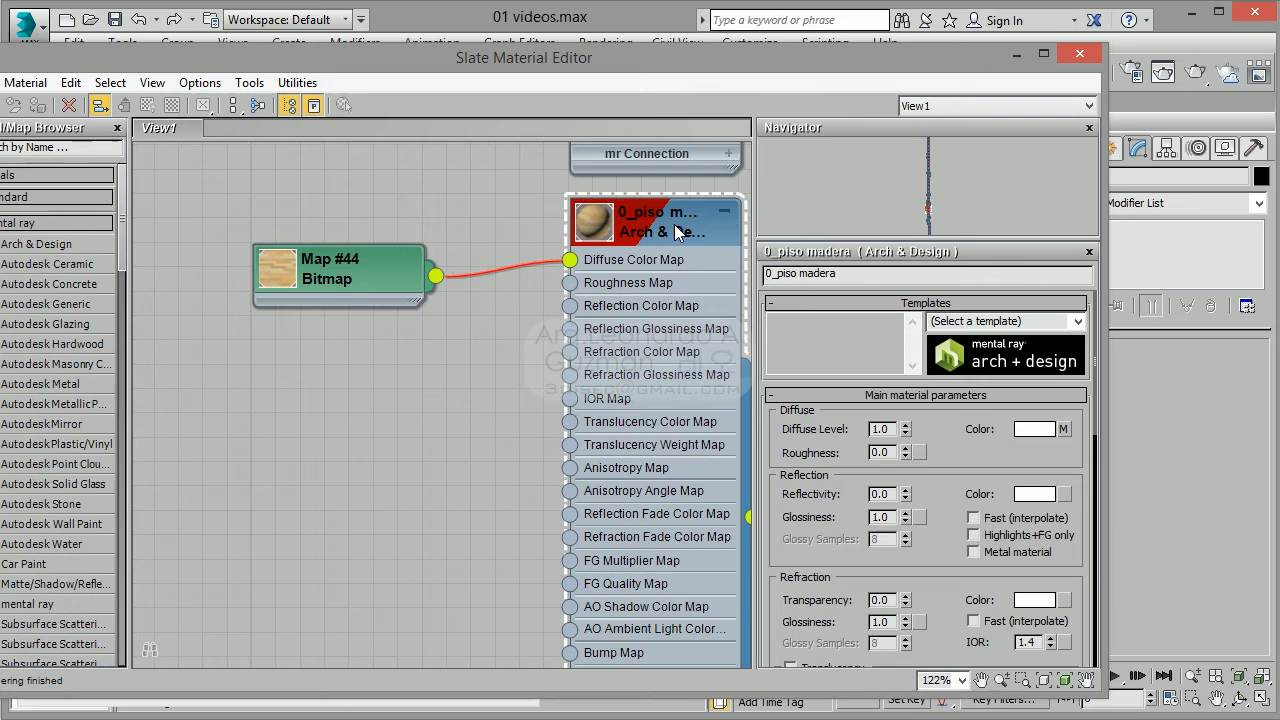 Workspace: Default
01 videos.max
Type a keyword or phrase
Sign In
Slate Material Editor
Material Edit Select View Options Tools Utilities
View1
l/Map Browser
View1
Navigator
ch by Name ...
mr Connection
als
ndard
ntal ray
Modifier List
Arch & Design
Autodesk Ceramic
Autodesk Concrete
Autodesk Generic
Autodesk Glazing
Autodesk Hardwood
Autodesk Masonry C...
Autodesk Metal
Autodesk MetallicP...
Autodesk Mirror
Autodesk Plastic/Vinyl
Autodesk Point Clou...
Autodesk Solid Glass
Autodesk Stone
Autodesk Wall Paint
Autodesk Water
Car Paint
Matte/Shadow/Refle...
mental ray
Subsurface Scatteri...
Subsurface Scatteri...
Subsurface Scatteri
Map #44
Bitmap
0_piso m...
Arch & De...
Diffuse Color Map
Roughness Map
Reflection Color Map
Reflection Glossiness Map
Refraction Color Map
Refraction Glossiness Map
IOR Map
Translucency Color Map
Translucency Weight Map
Anisotropy Map
Anisotropy Angle Map
Reflection Fade Color Map
Refraction Fade Color Map
FG Multiplier Map
FG Quality Map
AO Shadow Color Map
AO Ambient Light Color...
Bump Map
0_piso madera ( Arch & Design )
0_piso madera
Templates
(Select a template)
mental ray
arch + design
Main material parameters
Diffuse
Diffuse Level: 1.0 Color: M
Roughness: 0.0
Reflection
Reflectivity: 0.0 Color:
Glossiness: 1.0 Fast (interpolate)
Highlights+FG only
Glossy Samples: 8
Metal material
Refraction
Transparency: 0.0 Color:
Glossiness: 1.0 Fast (interpolate)
Glossy Samples: 8 IOR: 1.4
ering finished
122%
Add Time Tag
Set Key
Key Filters...